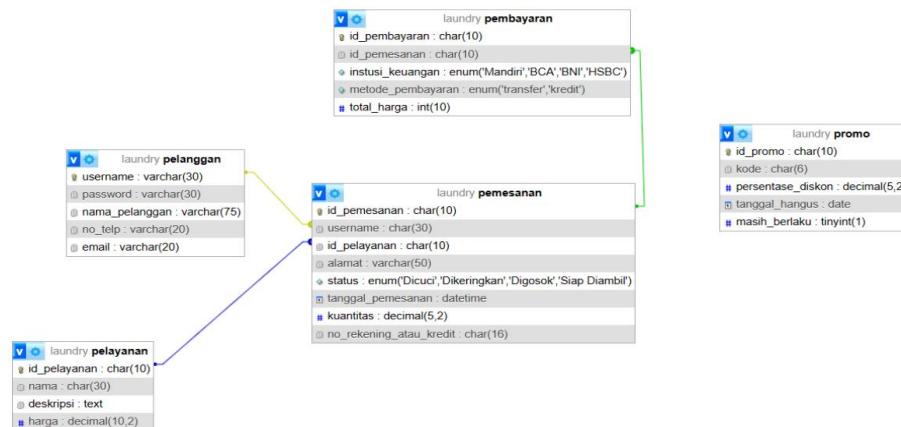 laundry pembayaran
id_pembayaran : char(10)
id_pemesanan : char(10)
instusi_keuangan : enum('Mandiri','BCA','BNI','HSBC')
metode_pembayaran : enum('transfer','kredit')
total_harga : int(10)
laundry pelanggan
username : varchar(30)
password : varchar(30)
nama_pelanggan : varchar(75)
no_telp : varchar(20)
email : varchar(20)
laundry pemesanan
id_pemesanan : char(10)
username : char(30)
id_pelayanan : char(10)
alamat : varchar(50)
status : enum('Dicuci','Dikeringkan','Digosok','Siap Diambil')
tanggal_pemesanan : datetime
kuantitas : decimal(5,2)
no_rekening_atau_kredit : char(16)
laundry promo
id_promo : char(10)
kode : char(6)
persentase_diskon : decimal(5,2
tanggal_hangus : date
masih_berlaku : tinyint(1)
laundry pelayanan
id_pelayanan : char(10)
nama : char(30)
deskripsi : text
harga : decimal(10,2)